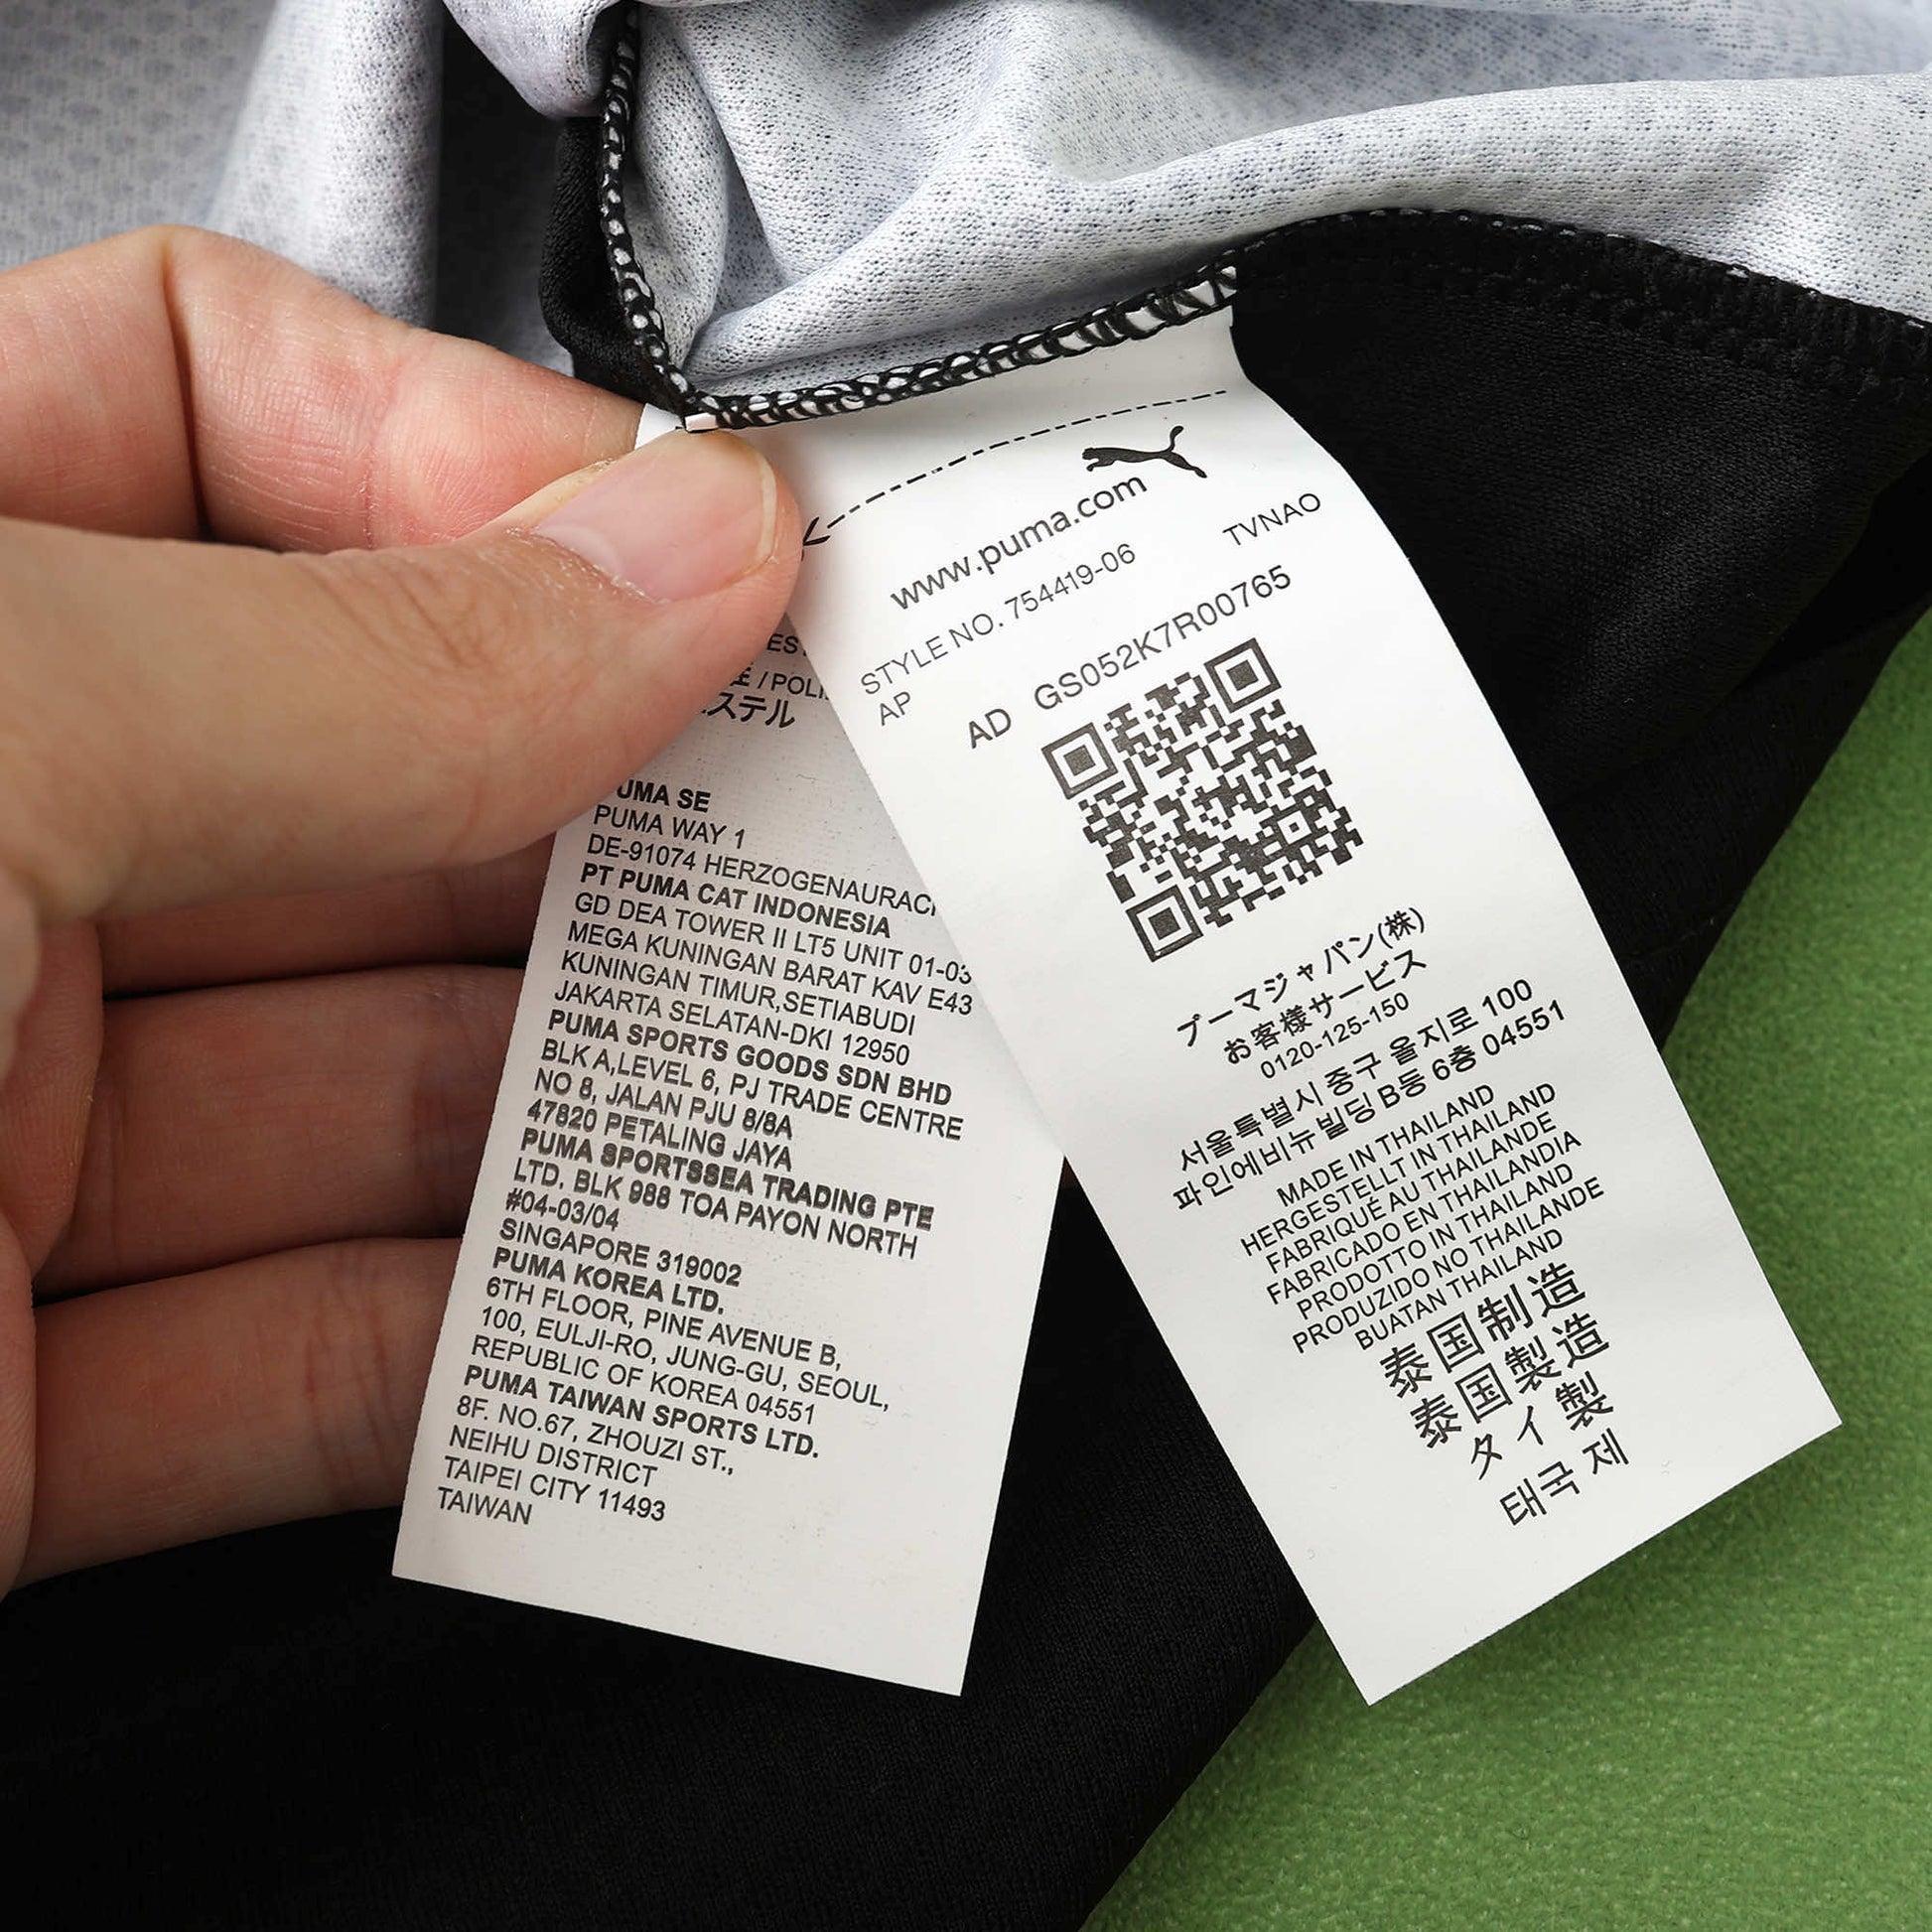 EST
/ POLI
ステル
UMA SE
PUMA WAY 1
DE-91074 HERZOGENAURAC
PT PUMA CAT INDONESIA
GD DEA TOWER II LT5 UNIT 01-03
MEGA KUNINGAN BARAT KAV E43
KUNINGAN TIMUR,SETIABUDI
JAKARTA SELATAN-DKI 12950
PUMA SPORTS GOODS SDN BHD
BLK A,LEVEL 6, PJ TRADE CENTRE
NO 8, JALAN PJU 8/8A
47820 PETALING JAYA
PUMA SPORTSSEA TRADING PTE
LTD, BLK 988 TOA PAYON NORTH
#04-03/04
SINGAPORE 319002
PUMA KOREA LTD.
6TH FLOOR, PINE AVENUE B,
100, EULJI-RO, JUNG-GU, SEOUL,
REPUBLIC OF KOREA 04551
PUMA TAIWAN SPORTS LTD.
8F. NO.67, ZHOUZI ST.,
NEIHU DISTRICT
TAIPEI CITY 11493
TAIWAN
www.puma.com
STYLE NO. 754419-06 TVNAO
AP
AD GS052K7R00765
プーマジャパン(株)
お客様サービス
0120-125-150
서울특별시 중구 을지로 100
파인에비뉴빌딩 B동 6층 04551
MADE IN THAILAND
HERGESTELLT IN THAILAND
FABRIQUÉ AU THAILANDE
FABRICADO EN THAILANDIA
PRODOTTO IN THAILAND
PRODUZIDO NO THAILANDE
BUATAN THAILAND
泰国制造
泰国製造
タイ製
태국 제